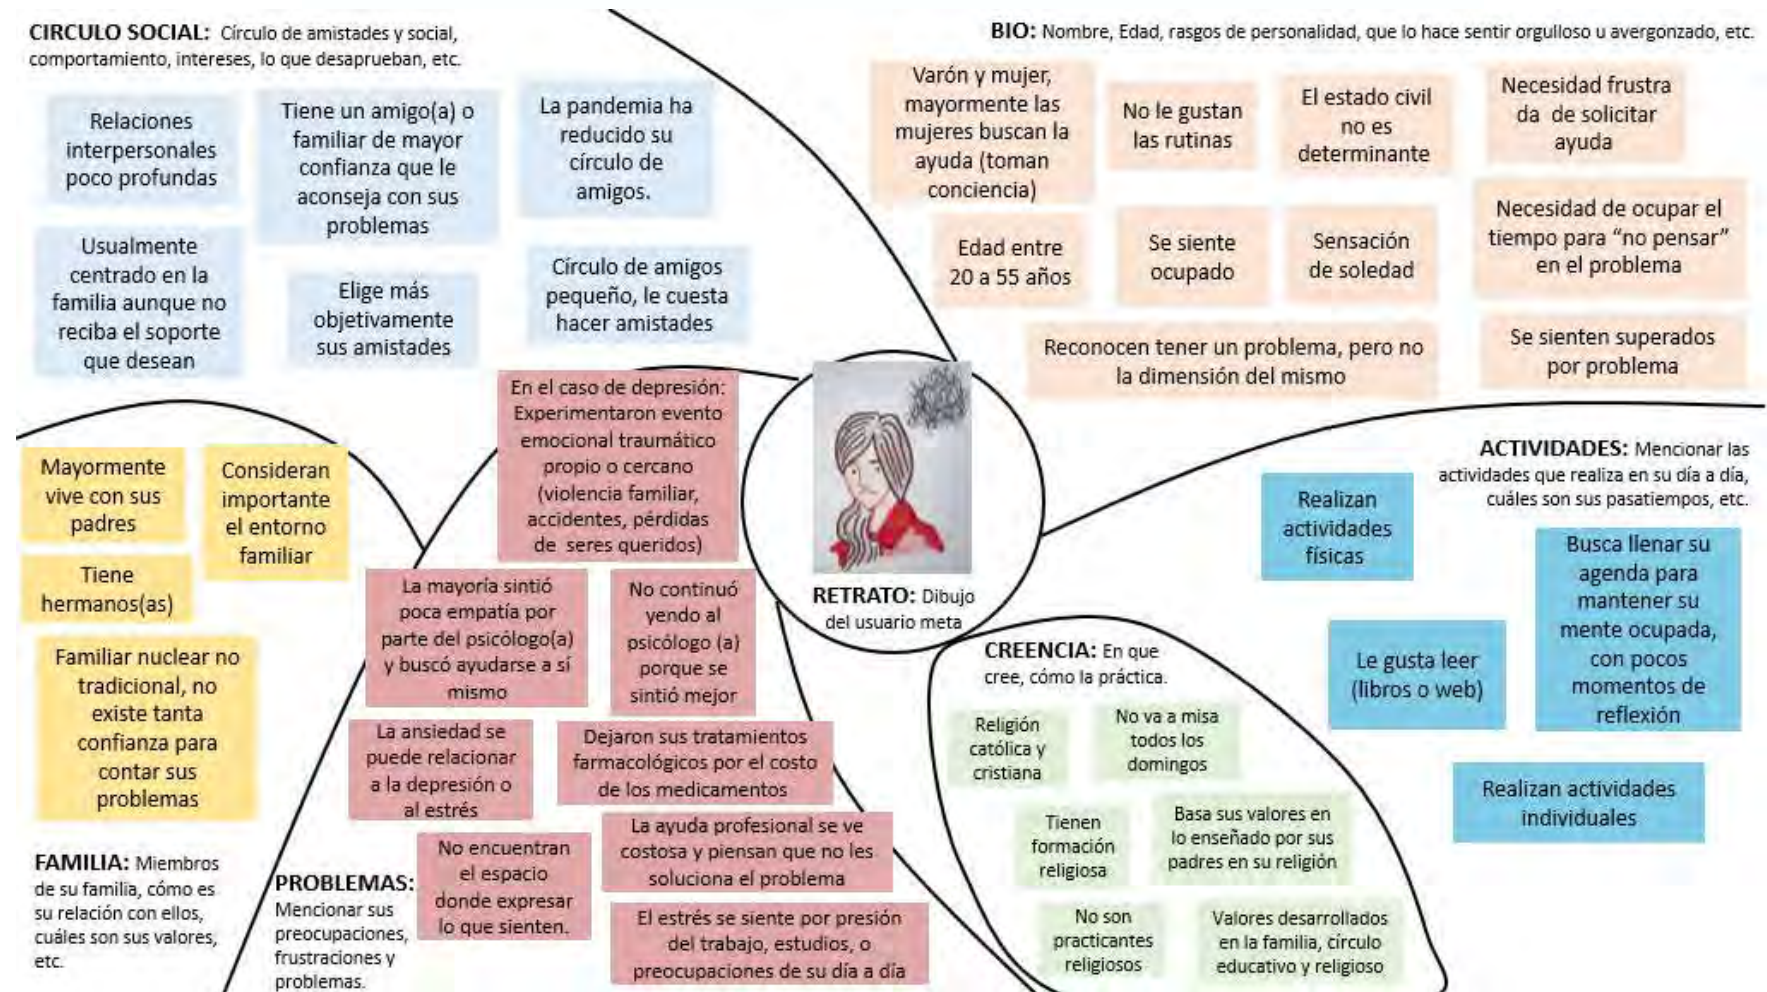 CIRCULO SOCIAL: Círculo de amistades y social,
comportamiento, intereses, lo que desaprueban, etc.
Relaciones
interpersonales
poco profundas
Tiene un amigo(a) o
familiar de mayor
confianza que le
aconseja con sus
problemas
La pandemia ha
reducido su
círculo de
amigos.
Usualmente
centrado en la
familia aunque no
reciba el soporte
que desean
Elige más
objetivamente
sus amistades
Círculo de amigos
pequeño, le cuesta
hacer amistades
BIO: Nombre, Edad, rasgos de personalidad, que lo hace sentir orgulloso u avergonzado, etc.
Varón y mujer,
mayormente las
mujeres buscan la
ayuda (toman
conciencia)
No le gustan
las rutinas
El estado civil
no es
determinante
Necesidad frustra
da de solicitar
ayuda
Edad entre
20 a 55 años
Se siente
ocupado
Sensación
de soledad
Necesidad de ocupar el
tiempo para “no pensar”
en el problema
Reconocen tener un problema, pero no
la dimensión del mismo
Se sienten superados
por problema
Mayormente
vive con sus
padres
Consideran
importante
el entorno
familiar
Tiene
hermanos(as)
Familiar nuclear no
tradicional, no
existe tanta
confianza para
contar sus
problemas
FAMILIA: Miembros
de su familia, cómo es
su relación con ellos,
cuáles son sus valores,
etc.
En el caso de depresión:
Experimentaron evento
emocional traumático
propio o cercano
(violencia familiar,
accidentes, pérdidas
de seres queridos)
La mayoría sintió
poca empatía por
parte del psicólogo(a)
y buscó ayudarse a sí
mismo
No continuó
yendo al
psicólogo (a)
porque se
sintió mejor
La ansiedad se
puede relacionar
a la depresión o
al estrés
Dejaron sus tratamientos
farmacológicos por el costo
de los medicamentos
No encuentran
el espacio
donde expresar
lo que sienten.
La ayuda profesional se ve
costosa y piensan que no les
soluciona el problema
El estrés se siente por presión
del trabajo, estudios, o
preocupaciones de su día a día
PROBLEMAS:
Mencionar sus
preocupaciones,
frustraciones y
problemas.
RETRATO: Dibujo
del usuario meta
CREENCIA: En que
cree, cómo la práctica.
Religión
católica y
cristiana
No va a misa
todos los
domingos
Tienen
formación
religiosa
Basa sus valores en
lo enseñado por sus
padres en su religión
No son
practicantes
religiosos
Valores desarrollados
en la familia, círculo
educativo y religioso
ACTIVIDADES: Mencionar las
actividades que realiza en su día a día,
cuáles son sus pasatiempos, etc.
Realizan
actividades
físicas
Busca llenar su
agenda para
mantener su
mente ocupada,
con pocos
momentos de
reflexión
Le gusta leer
(libros o web)
Realizan actividades
individuales